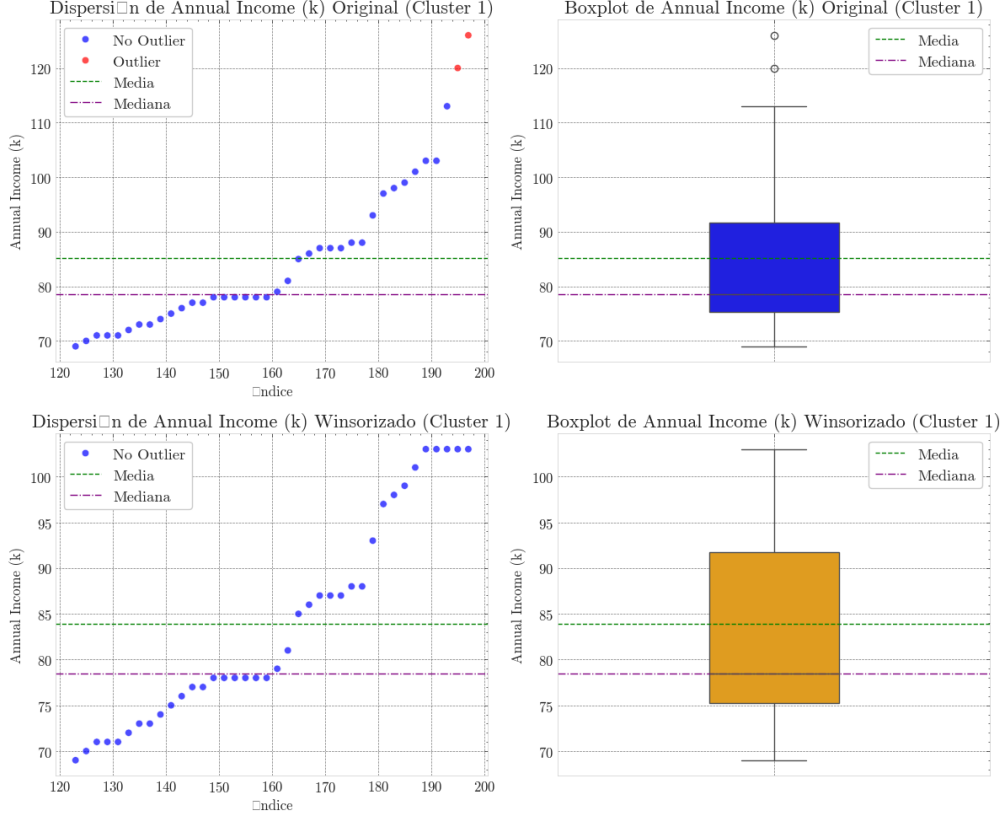 Dispersi□n de Annual Income (k) Original (Cluster 1)
No Outlier
Outlier
Media
Mediana
120
110
100
90
80
70
Annual Income (k)
120 130 140 150 160 170 180 190 200
□ndice
Boxplot de Annual Income (k) Original (Cluster 1)
Media
Mediana
120
110
100
90
80
70
Annual Income (k)
Dispersi□n de Annual Income (k) Winsorizado (Cluster 1)
No Outlier
Media
Mediana
100
95
90
85
80
75
70
Annual Income (k)
120 130 140 150 160 170 180 190 200
□ndice
Boxplot de Annual Income (k) Winsorizado (Cluster 1)
Media
Mediana
100
95
90
85
80
75
70
Annual Income (k)